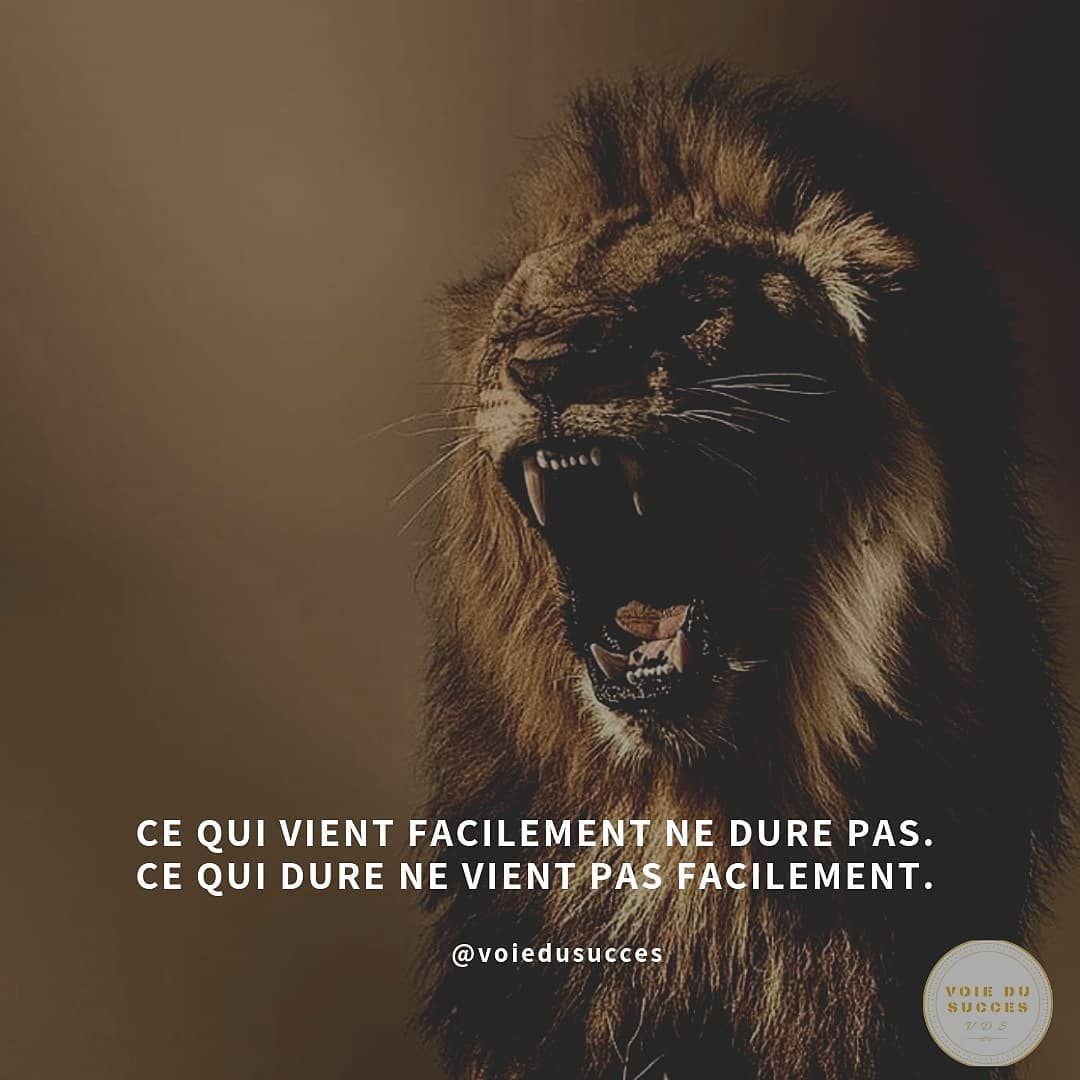 CE QUI VIENT FACILEMENT NE DURE PAS.
CE QUI DURE NE VIENT PAS FACILEMENT.
@voiedusucces
VOIE DU
SUCCES
V D S